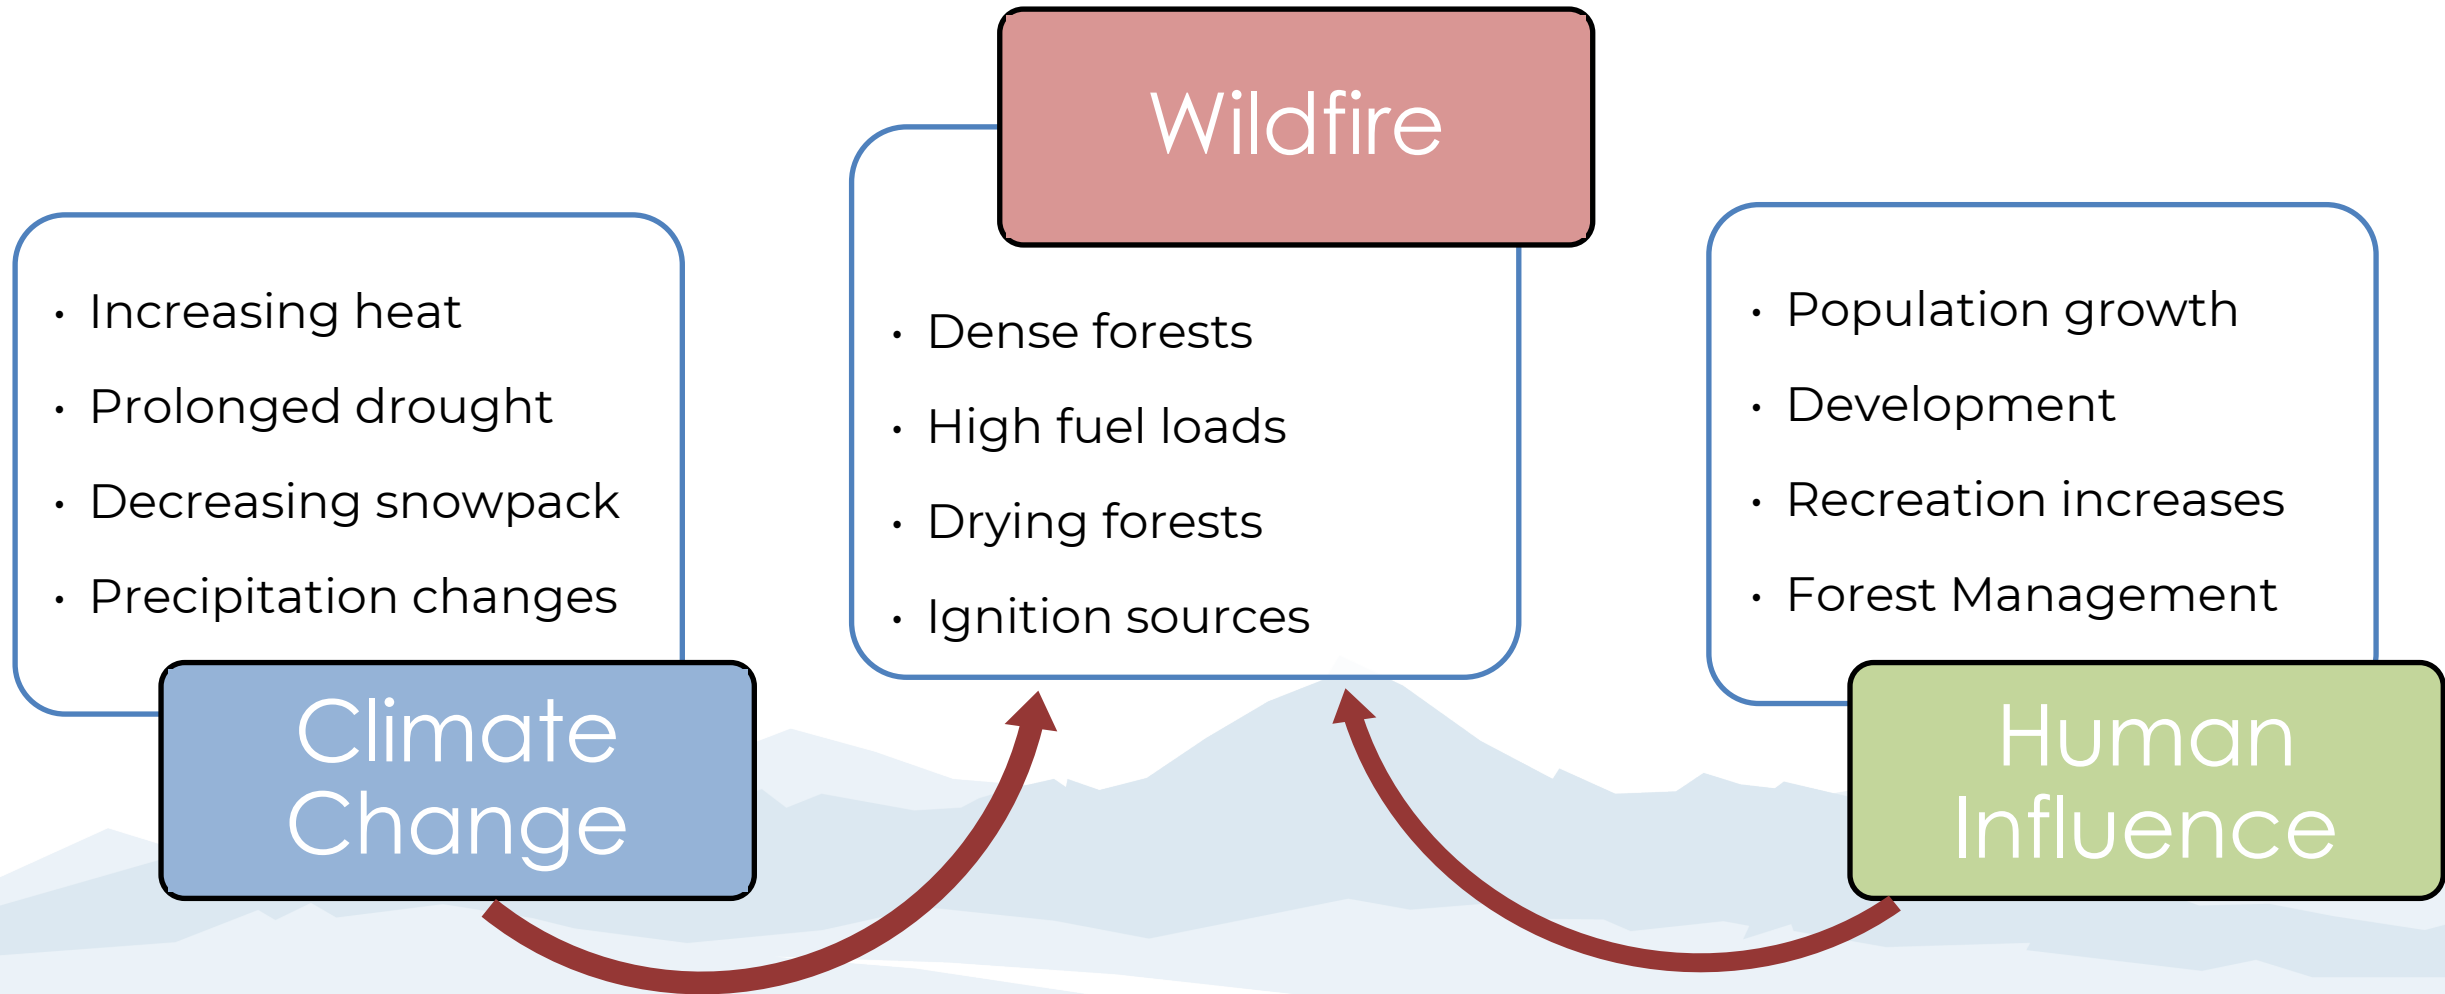 Wildfire
• Increasing heat
• Prolonged drought
• Decreasing snowpack
• Precipitation changes
Climate
Change
• Dense forests
• High fuel loads
• Drying forests
• Ignition sources
• Population growth
• Development
• Recreation increases
• Forest Management
Human
Influence